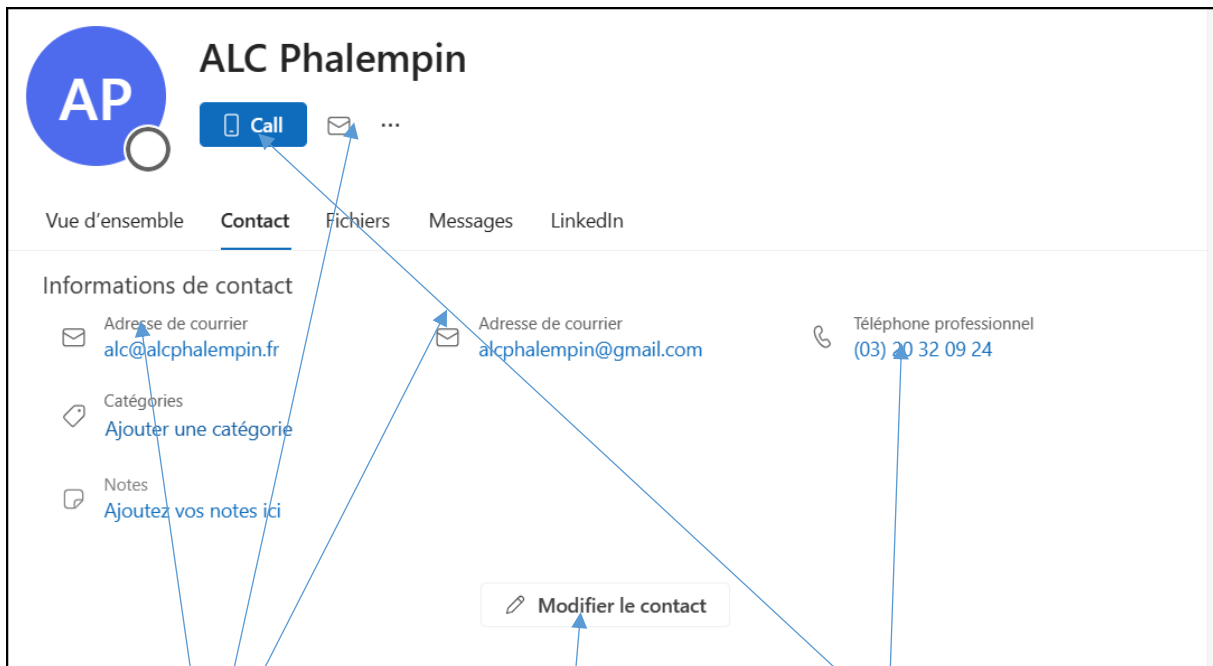 ALC Phalempin
AP
Call
...
Vue d'ensemble Contact Fichiers Messages LinkedIn
Informations de contact
Adresse de courrier Adresse de courrier Téléphone professionnel
alc@alcphalempin.fr alcphalempin@gmail.com (03) 20 32 09 24
Catégories
Ajouter une catégorie
Notes
Ajoutez vos notes ici
Modifier le contact